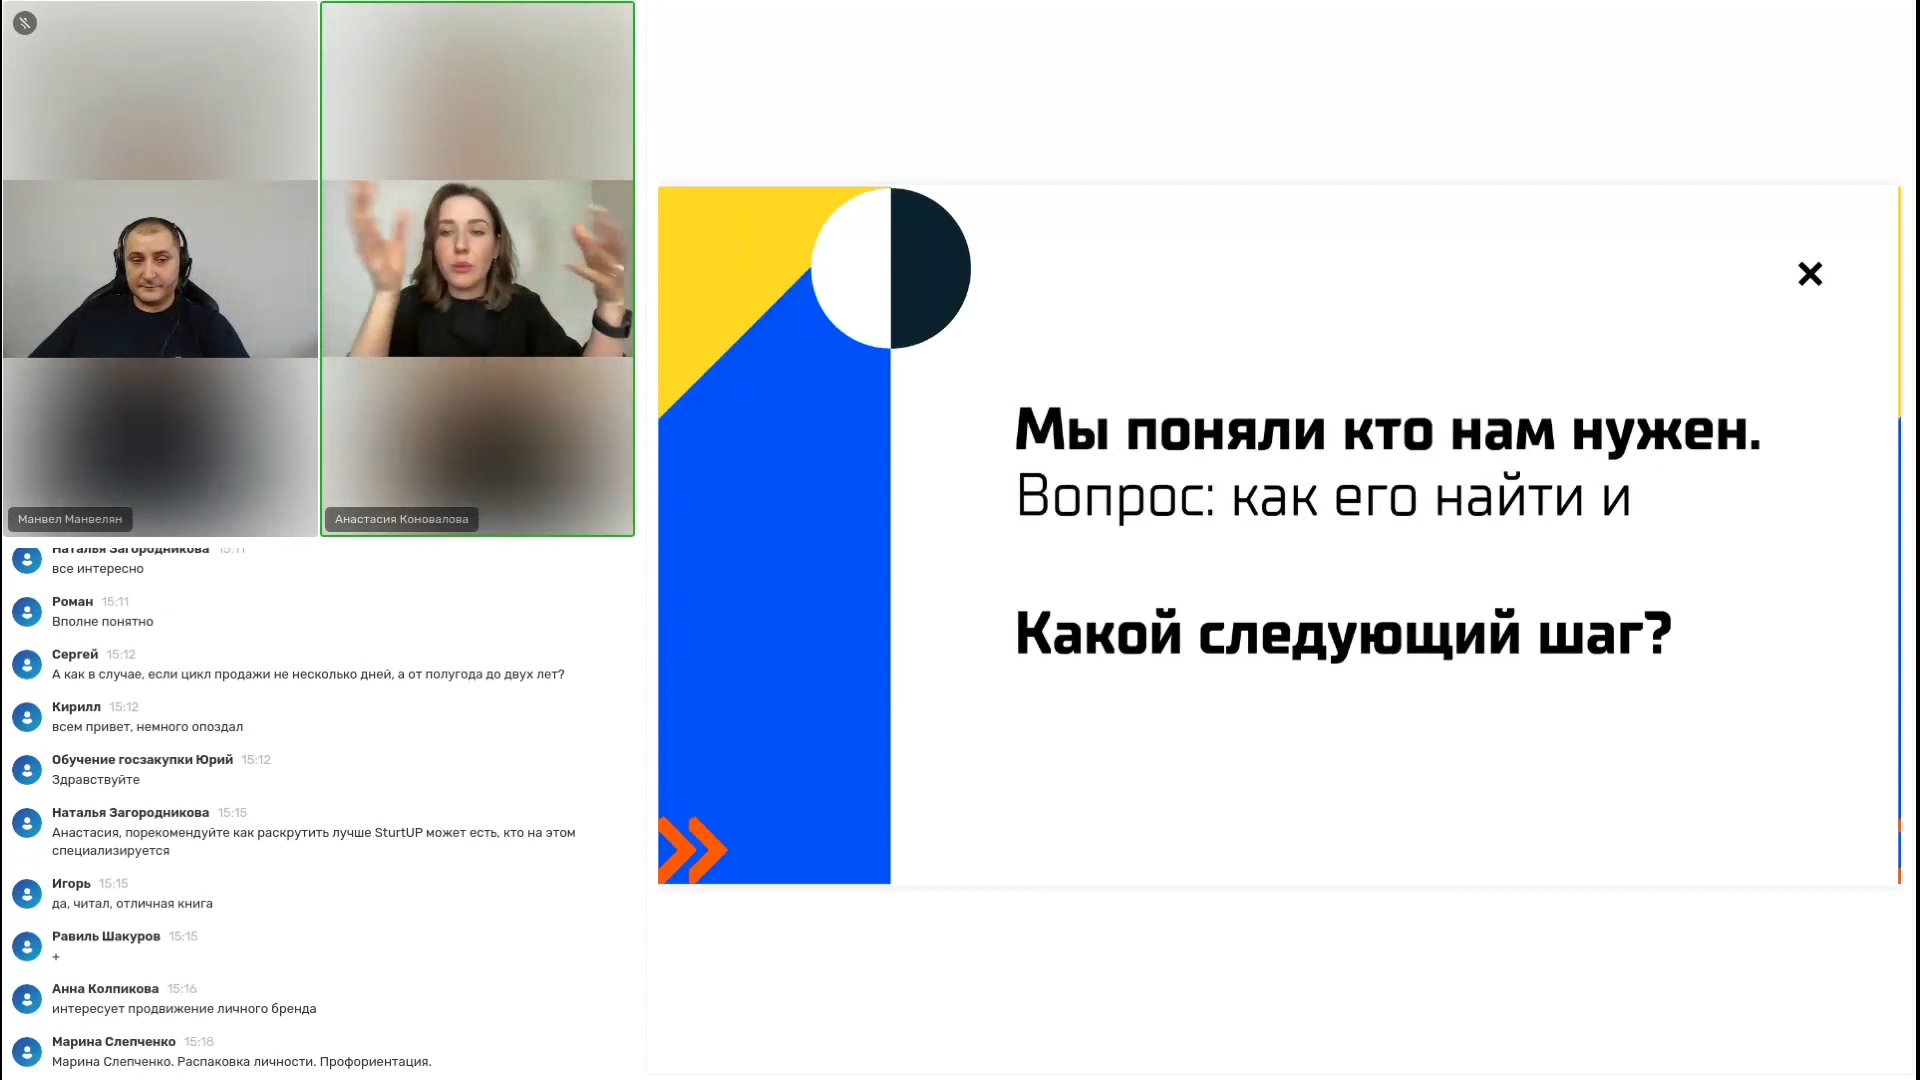 Манвел Манвелян
Анастасия Коновалова
Наталья Загородникова 15:11
все интересно
Роман 15:11
Вполне понятно
Сергей 15:12
А как в случае, если цикл продажи не несколько дней, а от полугода до двух лет?
Кирилл 15:12
всем привет, немного опоздал
Обучение госзакупки Юрий 15:12
Здравствуйте
Наталья Загородникова 15:15
Анастасия, порекомендуйте как раскрутить лучше SturtUP может есть, кто на этом
специализируется
Игорь 15:15
да, читал, отличная книга
Равиль Шакуров 15:15
+
Анна Колпикова 15:16
интересует продвижение личного бренда
Марина Слепченко 15:18
Марина Слепченко. Распаковка личности. Профориентация.
Мы поняли кто нам нужен.
Вопрос: как его найти и
Какой следующий шаг?